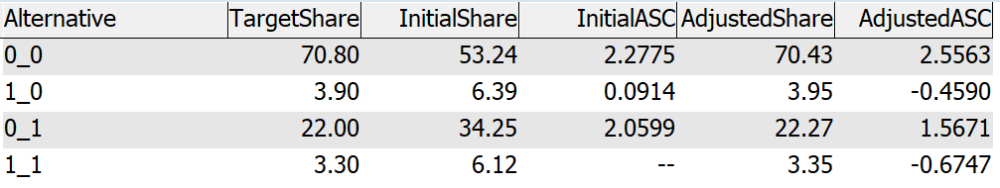 Alternative TargetShare InitialShare InitialASC AdjustedShare AdjustedASC
0_0 70.80 53.24 2.2775 70.43 2.5563
1_0 3.90 6.39 0.0914 3.95 -0.4590
0_1 22.00 34.25 2.0599 22.27 1.5671
1_1 3.30 6.12 -- 3.35 -0.6747